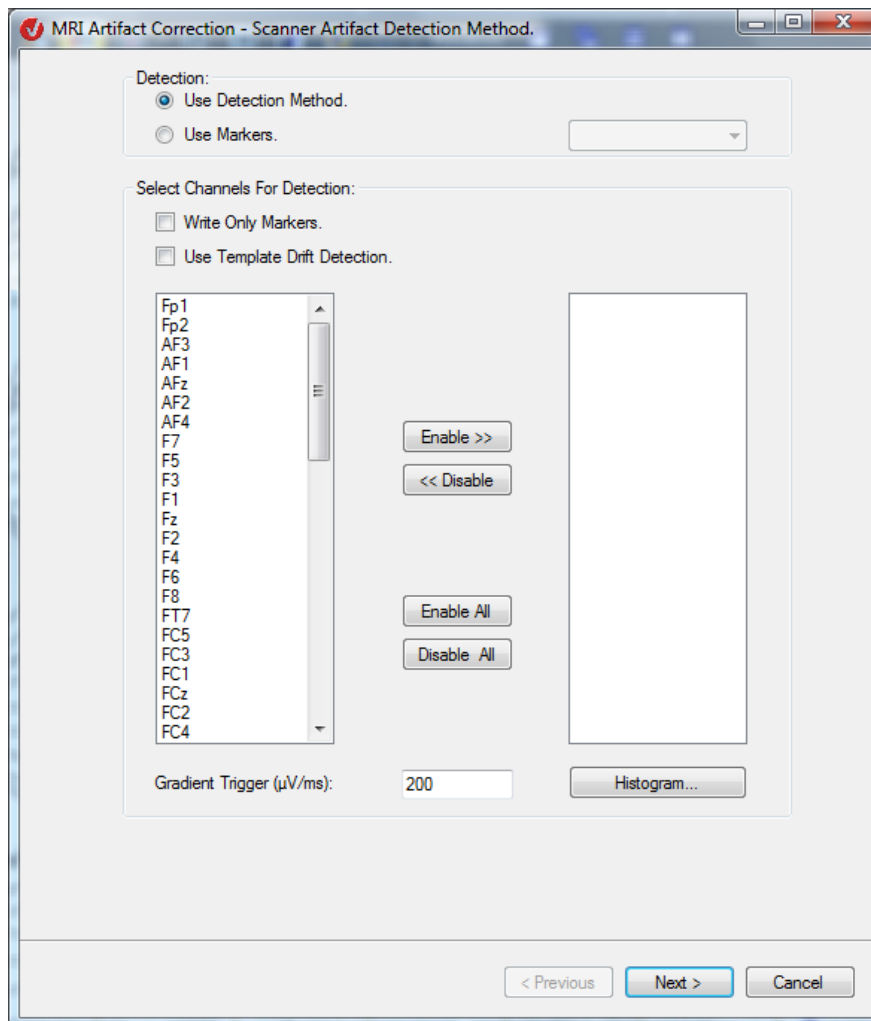 MRI Artifact Correction - Scanner Artifact Detection Method.
Detection:
Use Detection Method.
Use Markers.
Select Channels For Detection:
Write Only Markers.
Use Template Drift Detection.
Fp1
Fp2
AF3
AF1
AFz
AF2
AF4
F7
F5
F3
F1
Fz
F2
F4
F6
F8
FT7
FC5
FC3
FC1
FCz
FC2
FC4
Enable >>
<< Disable
Enable All
Disable All
Gradient Trigger (µV/ms): 200 Histogram...
< Previous Next > Cancel